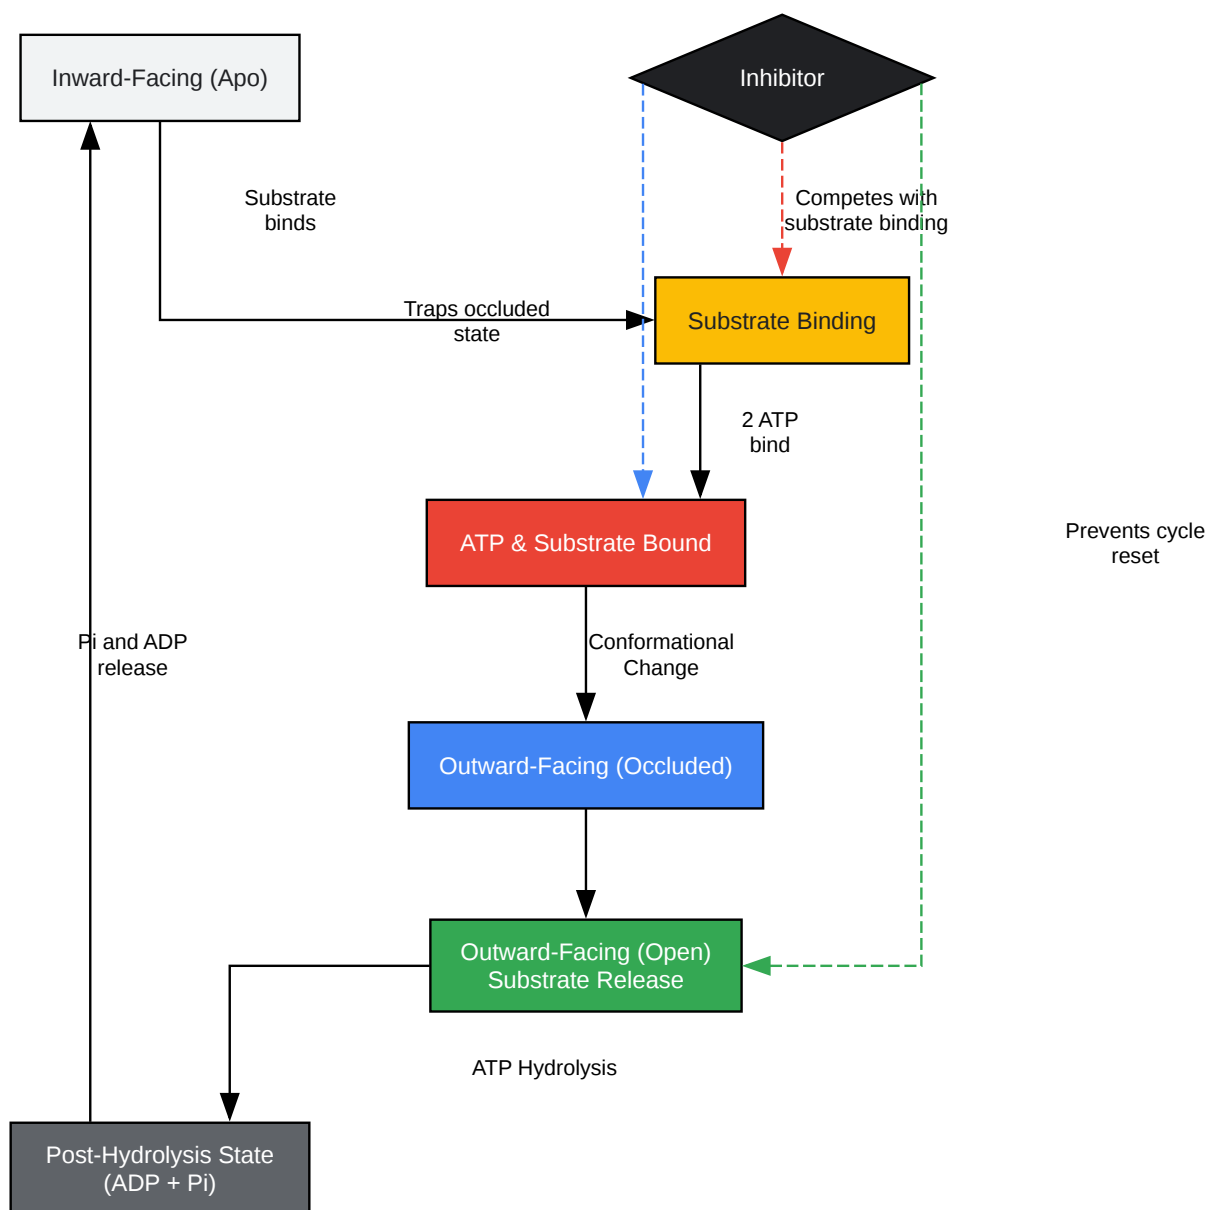 Inward-Facing (Apo)
Inhibitor
Substrate
binds
Competes with
substrate binding
Traps occluded
state
Substrate Binding
2 ATP
bind
Prevents cycle
reset
ATP & Substrate Bound
Pi and ADP
release
Conformational
Change
Outward-Facing (Occluded)
Outward-Facing (Open)
Substrate Release
ATP Hydrolysis
Post-Hydrolysis State
(ADP + Pi)